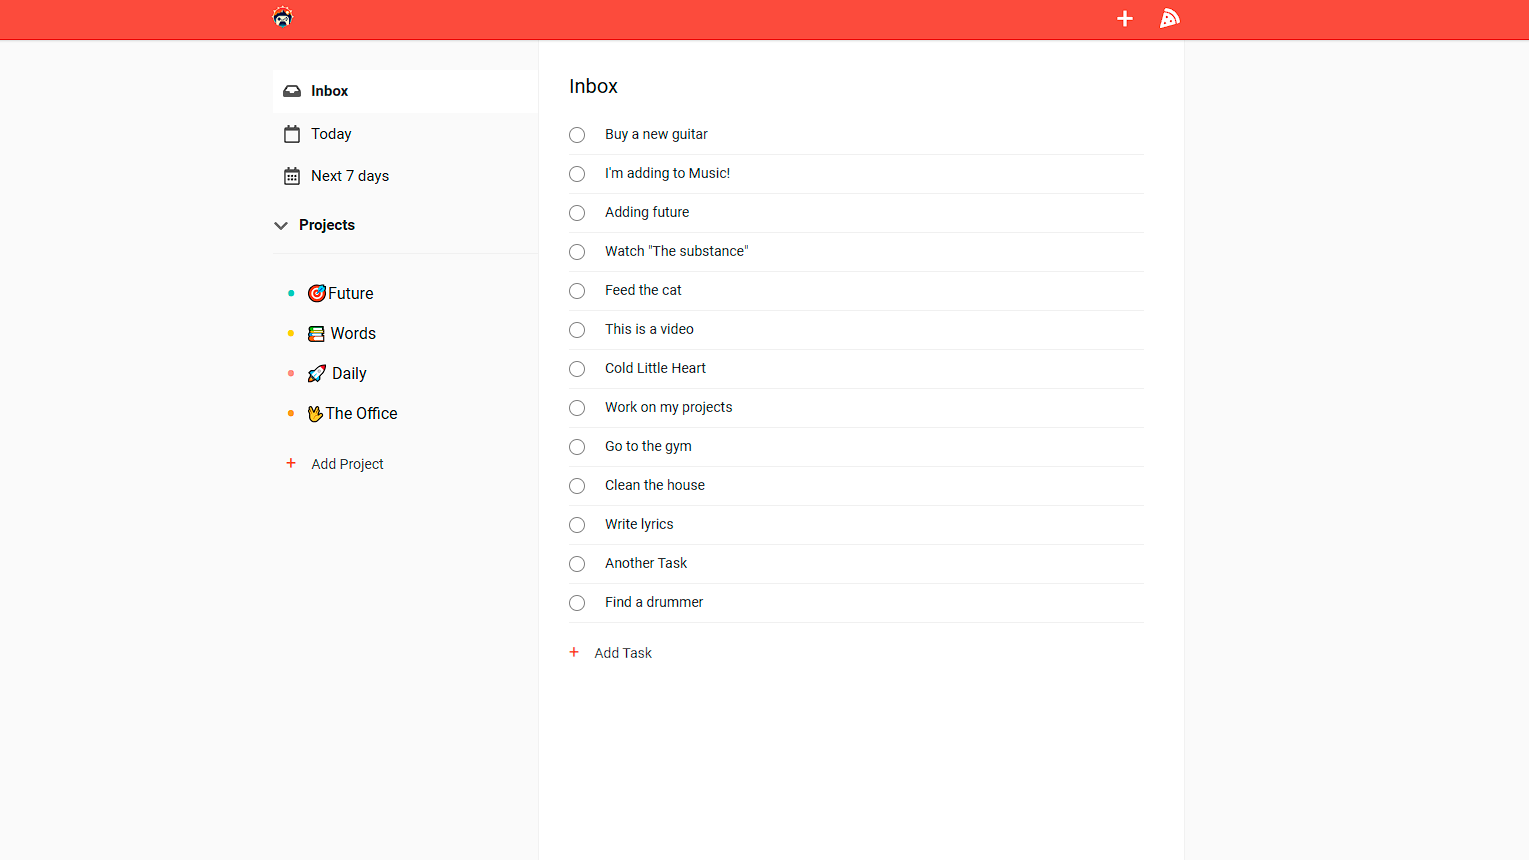 Inbox
Today
Next 7 days
Projects
🎯Future
📚 Words
🚀 Daily
🖖The Office
+ Add Project
Inbox
Buy a new guitar
I'm adding to Music!
Adding future
Watch "The substance"
Feed the cat
This is a video
Cold Little Heart
Work on my projects
Go to the gym
Clean the house
Write lyrics
Another Task
Find a drummer
+ Add Task